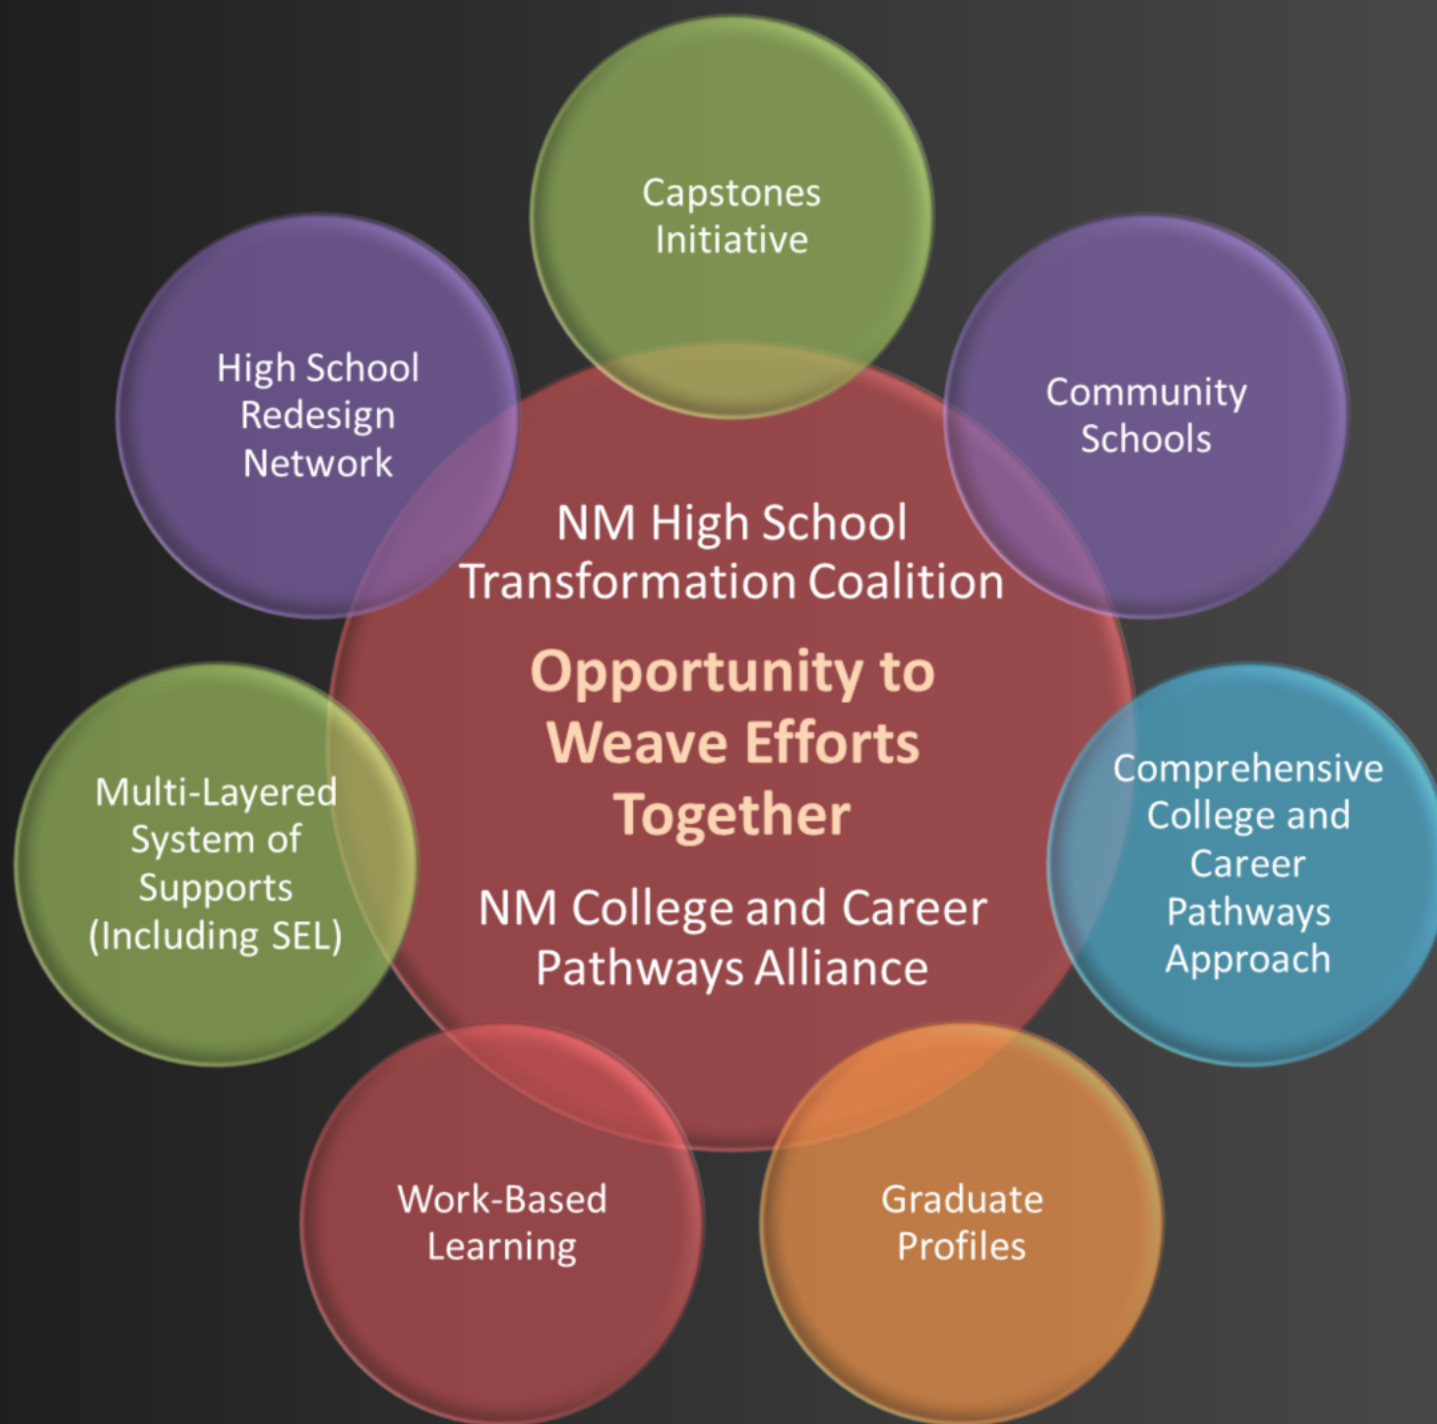 Capstones
Initiative
High School
Redesign
Network
Community
Schools
NM High School
Transformation Coalition
Opportunity to
Weave Efforts
Together
NM College and Career
Pathways Alliance
Multi-Layered
System of
Supports
(Including SEL)
Comprehensive
College and
Career
Pathways
Approach
Work-Based
Learning
Graduate
Profiles